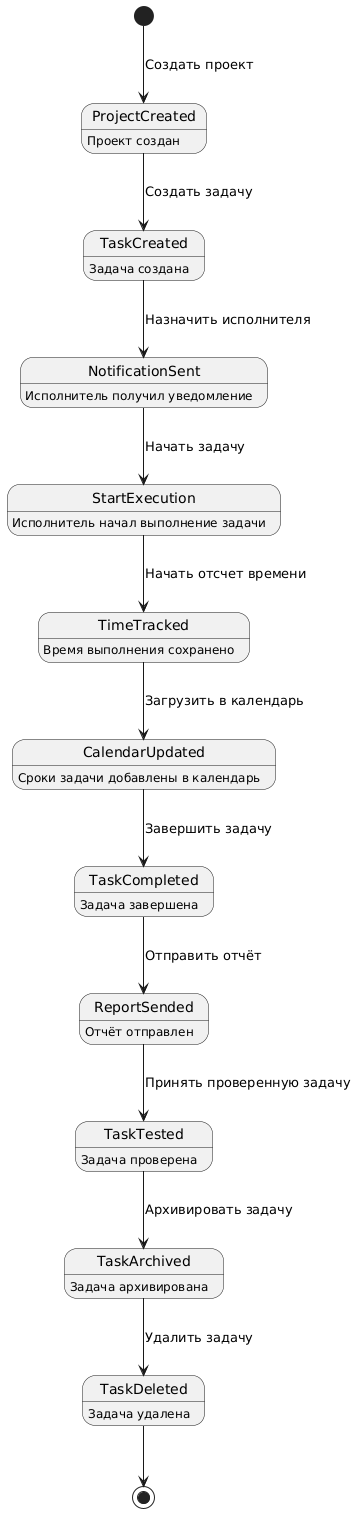 Создать проект
ProjectCreated
Проект создан
Создать задачу
TaskCreated
Задача создана
Назначить исполнителя
NotificationSent
Исполнитель получил уведомление
Начать задачу
StartExecution
Исполнитель начал выполнение задачи
Начать отсчет времени
TimeTracked
Время выполнения сохранено
Загрузить в календарь
CalendarUpdated
Сроки задачи добавлены в календарь
Завершить задачу
TaskCompleted
Задача завершена
Отправить отчёт
ReportSended
Отчёт отправлен
Принять проверенную задачу
TaskTested
Задача проверена
Архивировать задачу
TaskArchived
Задача архивирована
Удалить задачу
TaskDeleted
Задача удалена